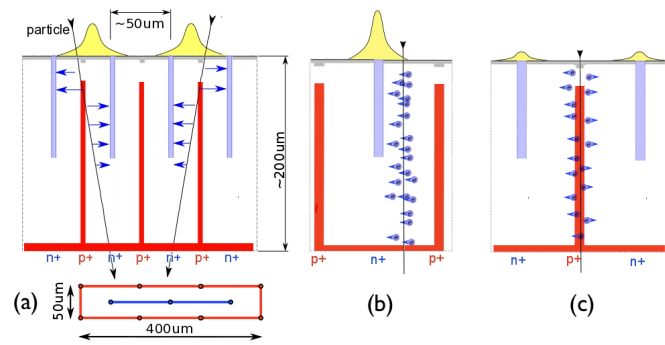 particle
~50um
~200um
n+ p+ n+ p+ n+ p+ n+
p+ n+ p+
n+ p+ n+
(a)
50um
400um
(b)
(c)